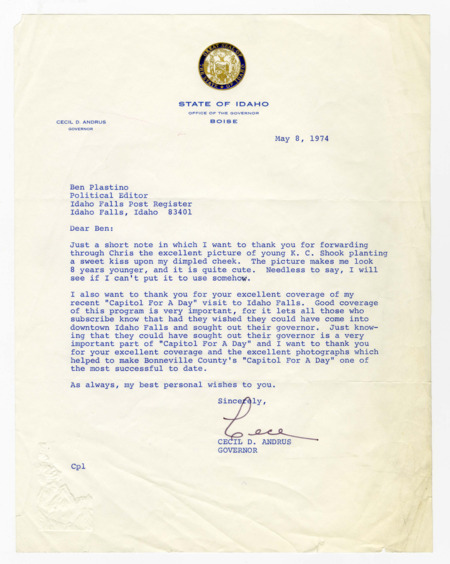 GREAT SEAL OF THE STATE OF IDAHO
STATE OF IDAHO
OFFICE OF THE GOVERNOR
BOISE
CECIL D. ANDRUS
GOVERNOR
May 8, 1974
Ben Plastino
Political Editor
Idaho Falls Post Register
Idaho Falls, Idaho 83401
Dear Ben:
Just a short note in which I want to thank you for forwarding
through Chris the excellent picture of young K. C. Shook planting
a sweet kiss upon my dimpled cheek. The picture makes me look
8 years younger, and it is quite cute. Needless to say, I will
see if I can't put it to use somehow.
I also want to thank you for your excellent coverage of my
recent "Capitol For A Day" visit to Idaho Falls. Good coverage
of this program is very important, for it lets all those who
subscribe know that had they wished they could have come into
downtown Idaho Falls and sought out their governor. Just know-
ing that they could have sought out their governor is a very
important part of "Capitol For A Day" and I want to thank you
for your excellent coverage and the excellent photographs which
helped to make Bonneville County's "Capitol For A Day" one of
the most successful to date.
As always, my best personal wishes to you.
Sincerely,
Cece
CECIL D. ANDRUS
GOVERNOR
Cpl